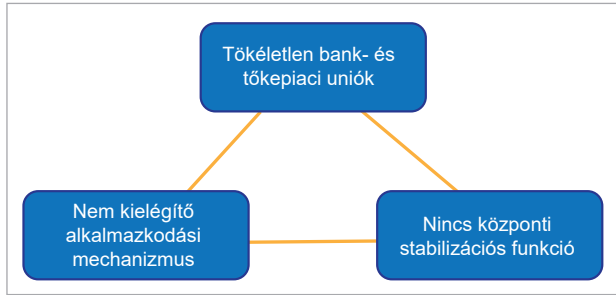 Tökéletlen bank- és
tőkepiaci uniók
Nem kielégítő
alkalmazkodási
mechanizmus
Nincs központi
stabilizációs funkció